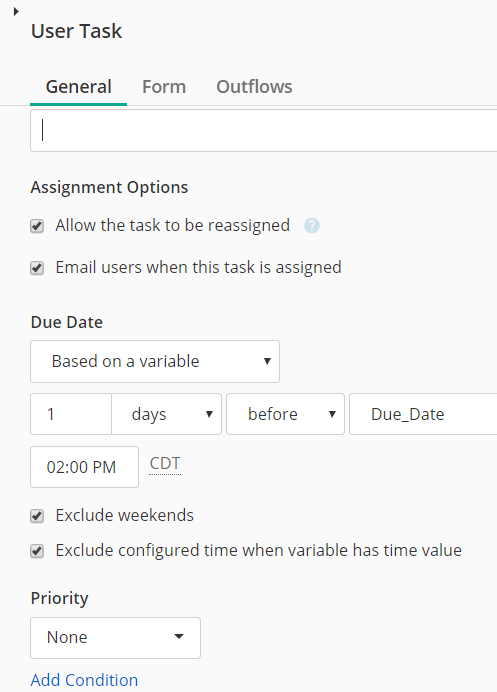 User Task
General Form Outflows
Assignment Options
Allow the task to be reassigned ?
Email users when this task is assigned
Due Date
Based on a variable
1 days before Due_Date
02:00 PM CDT
Exclude weekends
Exclude configured time when variable has time value
Priority
None
Add Condition